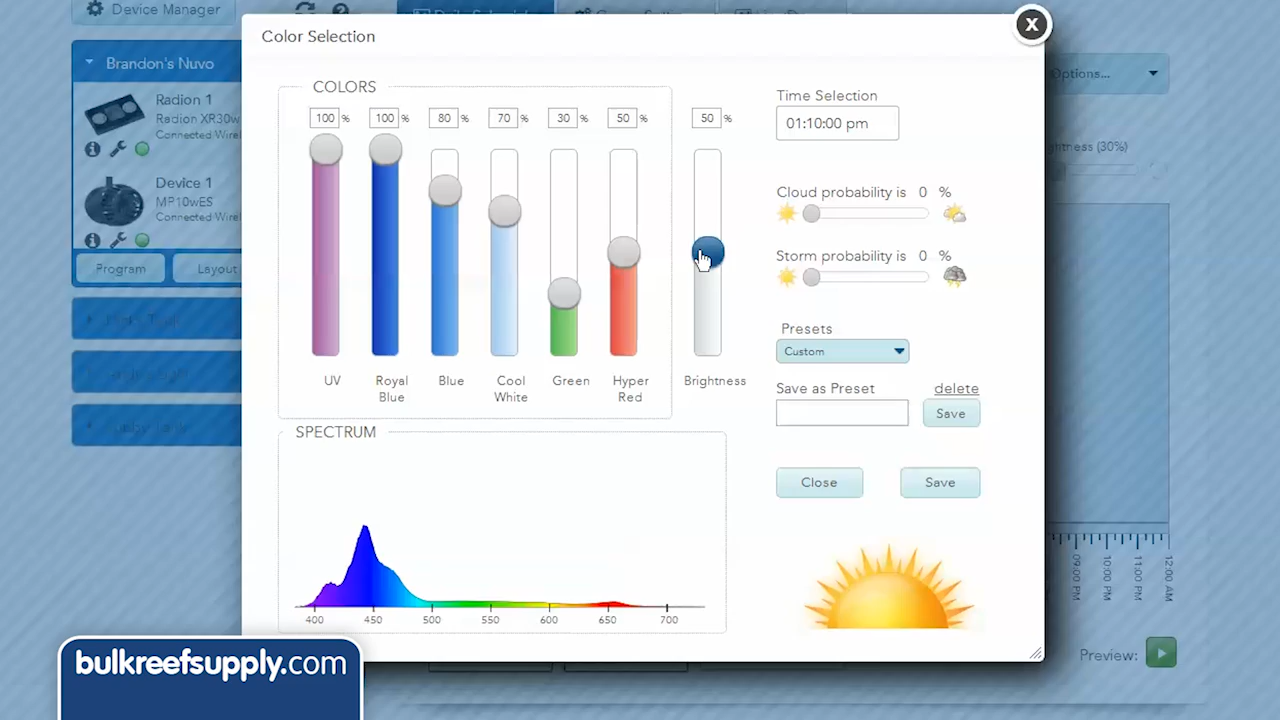 Device Manager
Color Selection
X
Brandon's Nuvo
Radion 1
Radion XR30w
Connected Wirel
Device 1
MP10wES
Connected Wirel
Program
Layout
COLORS
100 %
100 %
80 %
70 %
30 %
50 %
50 %
UV
Royal Blue
Blue
Cool White
Green
Hyper Red
Brightness
Time Selection
01:10:00 pm
Cloud probability is 0 %
Storm probability is 0 %
Presets
Custom
Save as Preset
delete
Save
Close
Save
SPECTRUM
400
450
500
550
600
650
700
Options...
(30%)
09:00 PM
10:00 PM
11:00 PM
12:00 AM
Preview:
bulkreefsupply.com